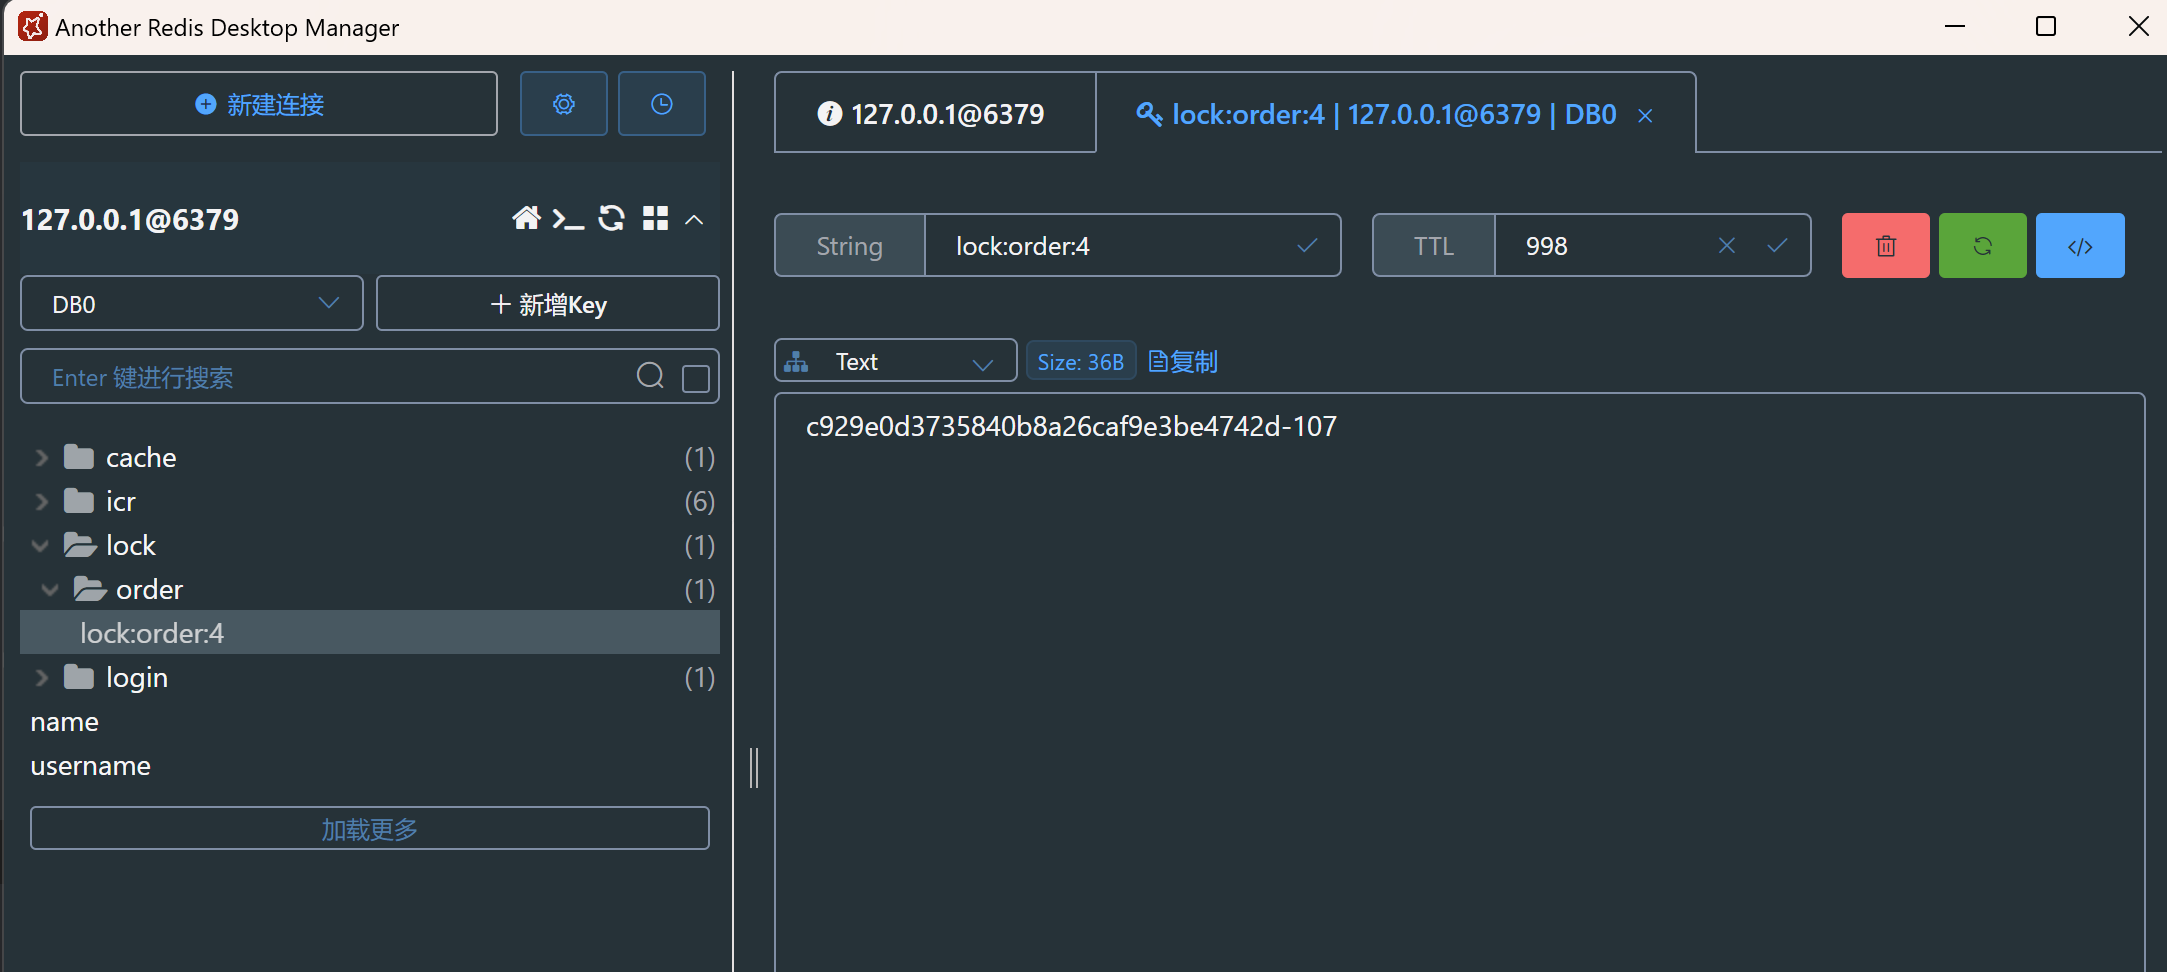 Another Redis Desktop Manager
新建连接
127.0.0.1@6379
DB0
新增Key
Enter 键进行搜索
cache (1)
icr (6)
lock (1)
order (1)
lock:order:4
login (1)
name
username
加载更多
127.0.0.1@6379
lock:order:4 | 127.0.0.1@6379 | DB0
String lock:order:4 TTL 998
Text Size: 36B 复制
c929e0d3735840b8a26caf9e3be4742d-107